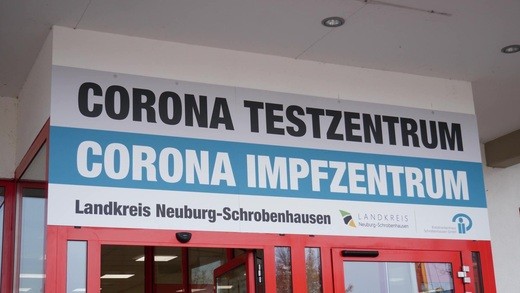 CORONA TESTZENTRUM
CORONA IMPFZENTRUM
Landkreis Neuburg-Schrobenhausen
LANDKREIS
Neuburg-Schrobenhausen